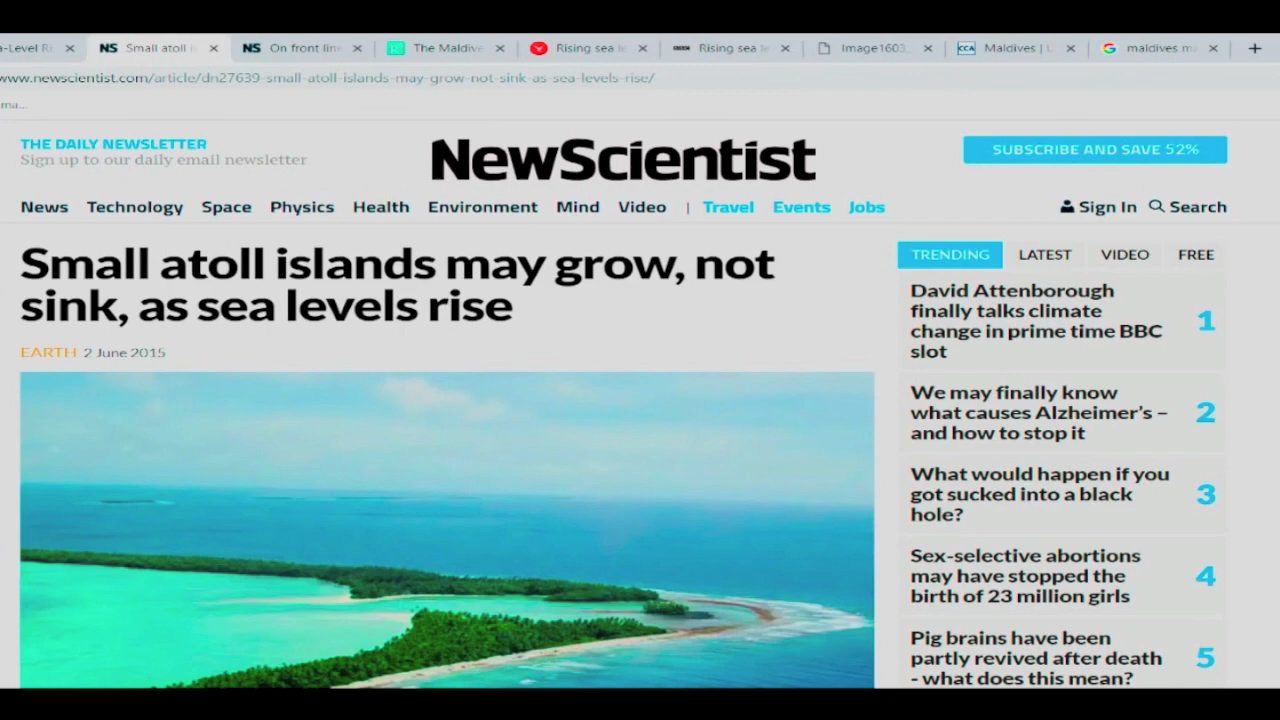 a-Level R
NS Small atoll i
NS On front lin
The Maldive
Rising sea l
Rising sea le
Image1603
CCA Maldives | U
maldives ma
www.newscientist.com/article/dn27639-small-atoll-islands-may-grow-not-sink-as-sea-levels-rise/
ma...
THE DAILY NEWSLETTER
Sign up to our daily email newsletter
NewScientist
SUBSCRIBE AND SAVE 52%
News Technology Space Physics Health Environment Mind Video | Travel Events Jobs
Sign In Search
Small atoll islands may grow, not
sink, as sea levels rise
EARTH 2 June 2015
TRENDING LATEST VIDEO FREE
David Attenborough
finally talks climate
change in prime time BBC
slot
1
We may finally know
what causes Alzheimer's –
and how to stop it
2
What would happen if you
got sucked into a black
hole?
3
Sex-selective abortions
may have stopped the
birth of 23 million girls
4
Pig brains have been
partly revived after death
- what does this mean?
5